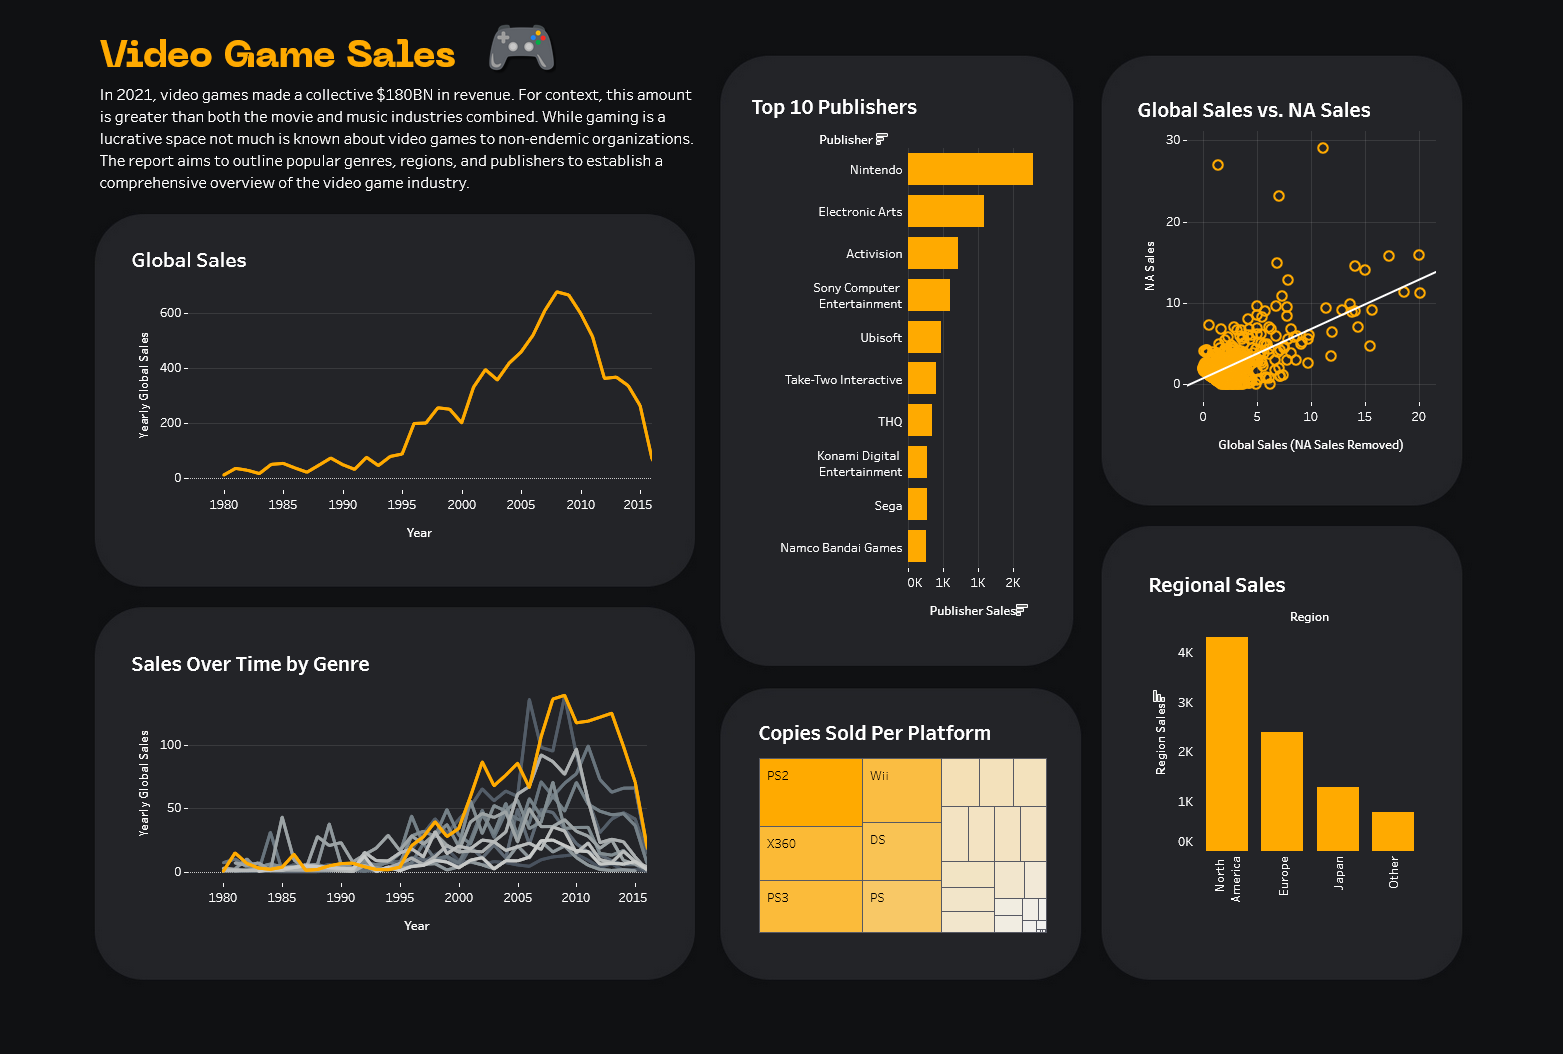 Video Game Sales
In 2021, video games made a collective $180BN in revenue. For context, this amount
is greater than both the movie and music industries combined. While gaming is a
lucrative space not much is known about video games to non-endemic organizations.
The report aims to outline popular genres, regions, and publishers to establish a
comprehensive overview of the video game industry.
Global Sales
Yearly Global Sales
600
400
200
0
1980 1985 1990 1995 2000 2005 2010 2015
Year
Sales Over Time by Genre
Yearly Global Sales
100
50
0
1980 1985 1990 1995 2000 2005 2010 2015
Year
Top 10 Publishers
Publisher
Nintendo
Electronic Arts
Activision
Sony Computer
Entertainment
Ubisoft
Take-Two Interactive
THQ
Konami Digital
Entertainment
Sega
Namco Bandai Games
0K 1K 1K 2K
Publisher Sales
Copies Sold Per Platform
PS2
Wii
X360
DS
PS3
PS
Global Sales vs. NA Sales
NA Sales
30
20
10
0
0 5 10 15 20
Global Sales (NA Sales Removed)
Regional Sales
Region
Region Sales
4K
3K
2K
1K
0K
North
America
Europe
Japan
Other